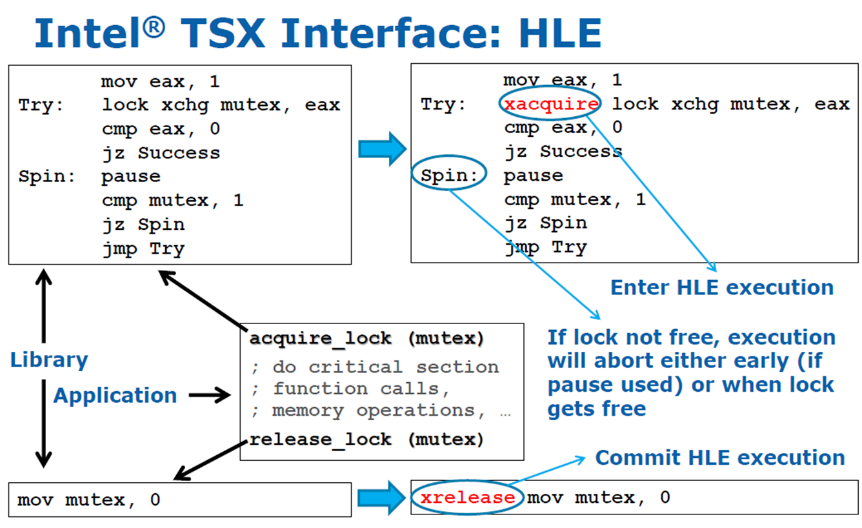 Intel® TSX Interface: HLE
mov eax, 1
Try: lock xchg mutex, eax
cmp eax, 0
jz Success
Spin: pause
cmp mutex, 1
jz Spin
jmp Try
mov eax, 1
Try: xacquire lock xchg mutex, eax
cmp eax, 0
jz Success
Spin: pause
cmp mutex, 1
jz Spin
jmp Try
Enter HLE execution
If lock not free, execution
will abort either early (if
pause used) or when lock
gets free
Library
Application
acquire_lock (mutex)
; do critical section
; function calls,
; memory operations, …
release_lock (mutex)
Commit HLE execution
mov mutex, 0
xrelease mov mutex, 0